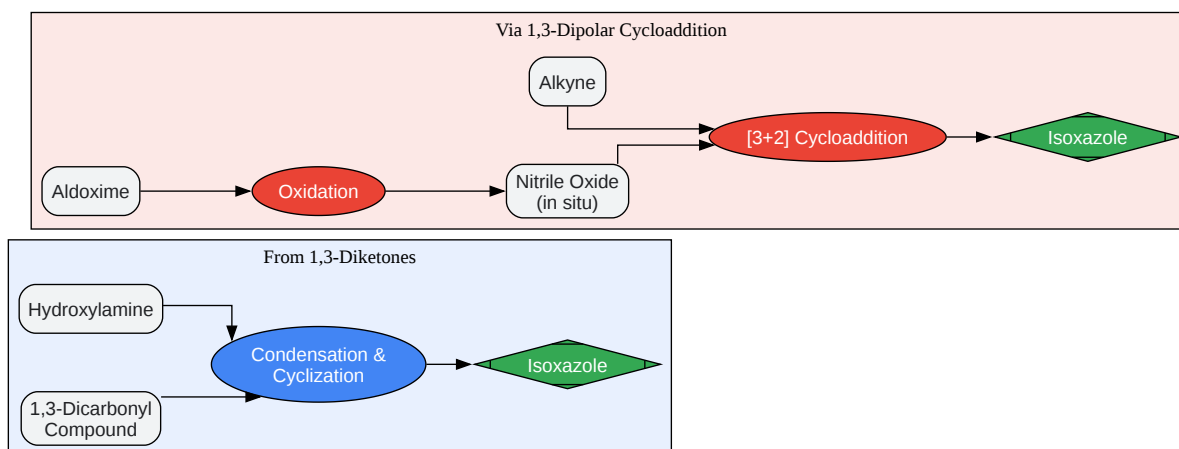 Via 1,3-Dipolar Cycloaddition
Alkyne
[3+2] Cycloaddition
Isoxazole
Aldoxime
Oxidation
Nitrile Oxide
(in situ)
From 1,3-Diketones
Hydroxylamine
Condensation &
Cyclization
Isoxazole
1,3-Dicarbonyl
Compound